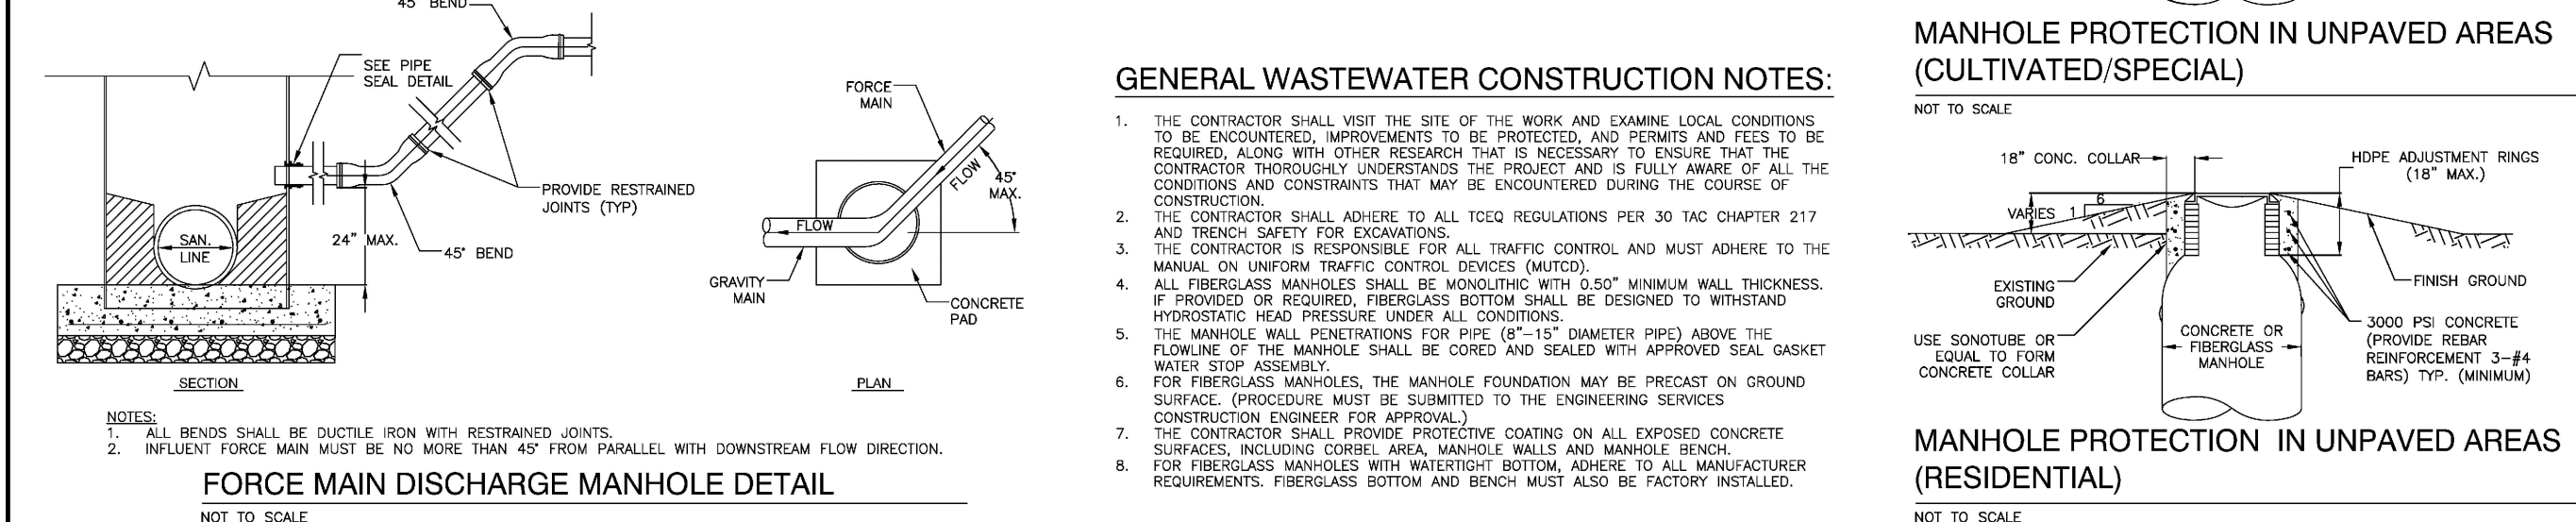 45° BEND
SEE PIPE
SEAL DETAIL
PROVIDE RESTRAINED
JOINTS (TYP)
SAN.
LINE
24" MAX.
45° BEND
SECTION
FORCE
MAIN
FLOW
45°
MAX.
FLOW
GRAVITY
MAIN
CONCRETE
PAD
PLAN
NOTES:
1. ALL BENDS SHALL BE DUCTILE IRON WITH RESTRAINED JOINTS.
2. INFLUENT FORCE MAIN MUST BE NO MORE THAN 45° FROM PARALLEL WITH DOWNSTREAM FLOW DIRECTION.
FORCE MAIN DISCHARGE MANHOLE DETAIL
NOT TO SCALE
GENERAL WASTEWATER CONSTRUCTION NOTES:
1. THE CONTRACTOR SHALL VISIT THE SITE OF THE WORK AND EXAMINE LOCAL CONDITIONS
TO BE ENCOUNTERED, IMPROVEMENTS TO BE PROTECTED, AND PERMITS AND FEES TO BE
REQUIRED, ALONG WITH OTHER RESEARCH THAT IS NECESSARY TO ENSURE THAT THE
CONTRACTOR THOROUGHLY UNDERSTANDS THE PROJECT AND IS FULLY AWARE OF ALL THE
CONDITIONS AND CONSTRAINTS THAT MAY BE ENCOUNTERED DURING THE COURSE OF
CONSTRUCTION.
2. THE CONTRACTOR SHALL ADHERE TO ALL TCEQ REGULATIONS PER 30 TAC CHAPTER 217
AND TRENCH SAFETY FOR EXCAVATIONS.
3. THE CONTRACTOR IS RESPONSIBLE FOR ALL TRAFFIC CONTROL AND MUST ADHERE TO THE
MANUAL ON UNIFORM TRAFFIC CONTROL DEVICES (MUTCD).
4. ALL FIBERGLASS MANHOLES SHALL BE MONOLITHIC WITH 0.50" MINIMUM WALL THICKNESS.
IF PROVIDED OR REQUIRED, FIBERGLASS BOTTOM SHALL BE DESIGNED TO WITHSTAND
HYDROSTATIC HEAD PRESSURE UNDER ALL CONDITIONS.
5. THE MANHOLE WALL PENETRATIONS FOR PIPE (8"-15" DIAMETER PIPE) ABOVE THE
FLOWLINE OF THE MANHOLE SHALL BE CORED AND SEALED WITH APPROVED SEAL GASKET
WATER STOP ASSEMBLY.
6. FOR FIBERGLASS MANHOLES, THE MANHOLE FOUNDATION MAY BE PRECAST ON GROUND
SURFACE. (PROCEDURE MUST BE SUBMITTED TO THE ENGINEERING SERVICES
CONSTRUCTION ENGINEER FOR APPROVAL.)
7. THE CONTRACTOR SHALL PROVIDE PROTECTIVE COATING ON ALL EXPOSED CONCRETE
SURFACES, INCLUDING CORBEL AREA, MANHOLE WALLS AND MANHOLE BENCH.
8. FOR FIBERGLASS MANHOLES WITH WATERTIGHT BOTTOM, ADHERE TO ALL MANUFACTURER
REQUIREMENTS. FIBERGLASS BOTTOM AND BENCH MUST ALSO BE FACTORY INSTALLED.
MANHOLE PROTECTION IN UNPAVED AREAS
(CULTIVATED/SPECIAL)
NOT TO SCALE
18" CONC. COLLAR
HDPE ADJUSTMENT RINGS
(18" MAX.)
6
VARIES 1
EXISTING
GROUND
FINISH GROUND
USE SONOTUBE OR
EQUAL TO FORM
CONCRETE COLLAR
CONCRETE OR
FIBERGLASS
MANHOLE
3000 PSI CONCRETE
(PROVIDE REBAR
REINFORCEMENT 3-#4
BARS) TYP. (MINIMUM)
MANHOLE PROTECTION IN UNPAVED AREAS
(RESIDENTIAL)
NOT TO SCALE